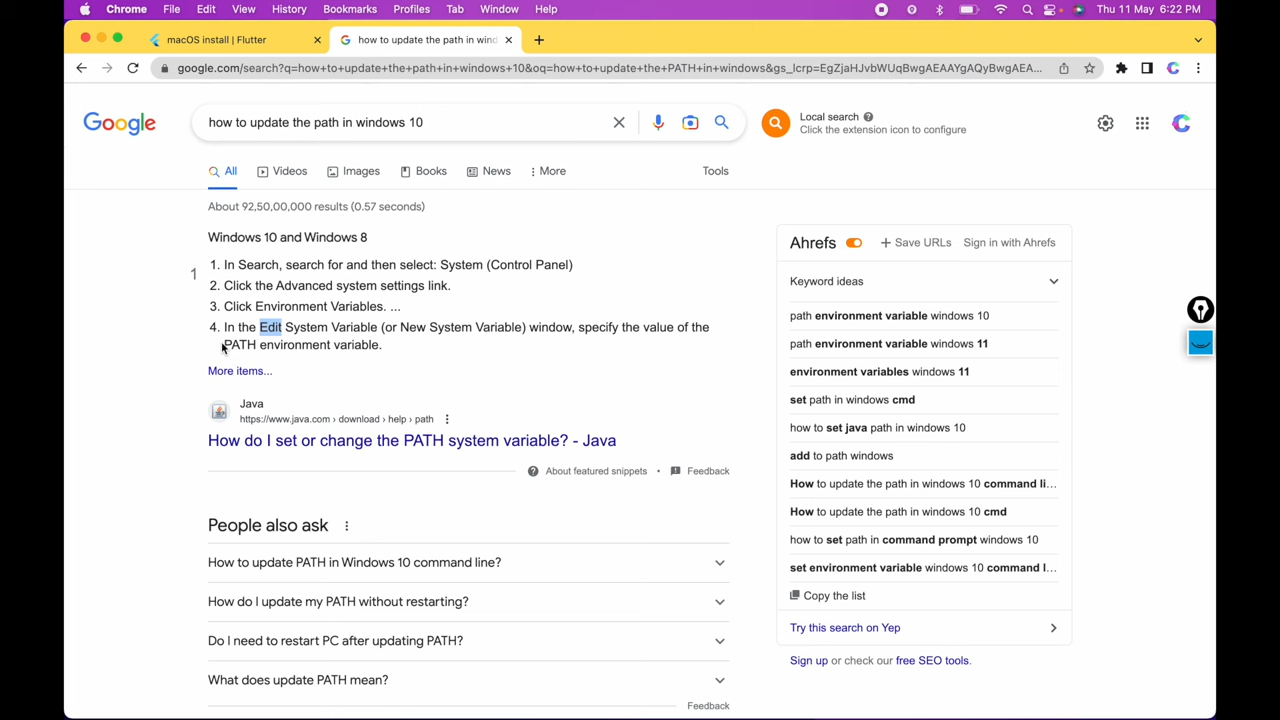 Chrome File Edit View History Bookmarks Profiles Tab Window Help Thu 11 May 6:22 PM
macOS install | Flutter how to update the path in wind
google.com/search?q=how+to+update+the+path+in+windows+10&oq=how+to+update+the+PATH+in+windows&gs_lcrp=EgZjaHJvbWUqBwgAEAAYgAQyBwgAEA...
Google how to update the path in windows 10
Local search
Click the extension icon to configure
All Videos Images Books News More Tools
About 92,50,00,000 results (0.57 seconds)
Windows 10 and Windows 8
1
1. In Search, search for and then select: System (Control Panel)
2. Click the Advanced system settings link.
3. Click Environment Variables. ...
4. In the Edit System Variable (or New System Variable) window, specify the value of the
PATH environment variable.
More items...
Java
https://www.java.com › download › help › path
How do I set or change the PATH system variable? - Java
About featured snippets • Feedback
People also ask
How to update PATH in Windows 10 command line?
How do I update my PATH without restarting?
Do I need to restart PC after updating PATH?
What does update PATH mean?
Feedback
Ahrefs + Save URLs Sign in with Ahrefs
Keyword ideas
path environment variable windows 10
path environment variable windows 11
environment variables windows 11
set path in windows cmd
how to set java path in windows 10
add to path windows
How to update the path in windows 10 command li...
How to update the path in windows 10 cmd
how to set path in command prompt windows 10
set environment variable windows 10 command l...
Copy the list
Try this search on Yep
Sign up or check our free SEO tools.